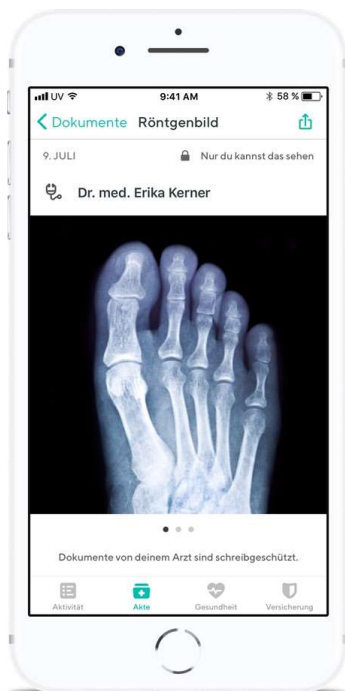 UV 9:41 AM 58 %
Dokumente Röntgenbild
9. JULI Nur du kannst das sehen
Dr. med. Erika Kerner
Dokumente von deinem Arzt sind schreibgeschützt.
Aktivität Akte Gesundheit Versicherung